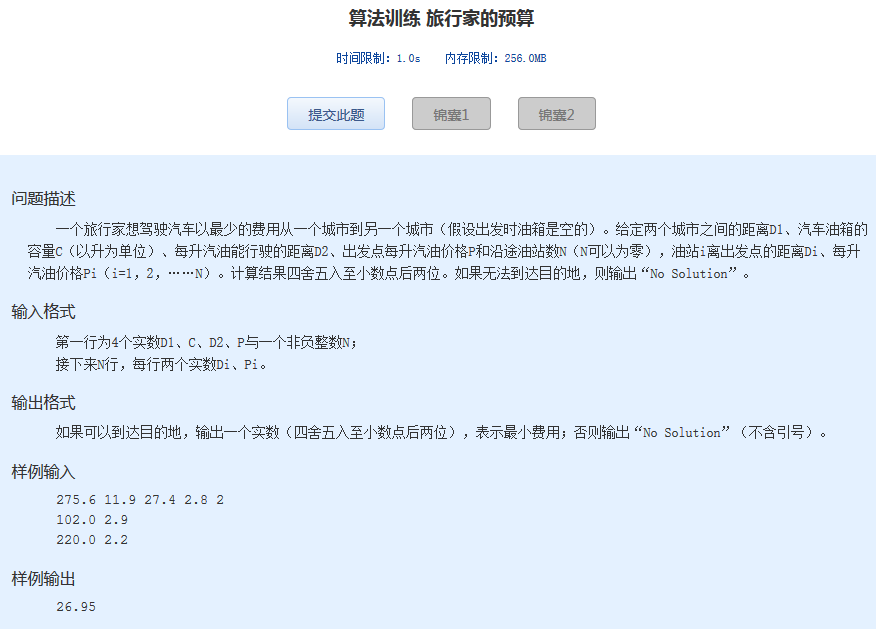 算法训练 旅行家的预算
时间限制：1.0s 内存限制：256.0MB
提交此题 锦囊1 锦囊2
问题描述
一个旅行家想驾驶汽车以最少的费用从一个城市到另一个城市（假设出发时油箱是空的）。给定两个城市之间的距离D1、汽车油箱的
容量C（以升为单位）、每升汽油能行驶的距离D2、出发点每升汽油价格P和沿途油站数N（N可以为零），油站i离出发点的距离Di、每升
汽油价格Pi（i=1，2，……N）。计算结果四舍五入至小数点后两位。如果无法到达目的地，则输出“No Solution”。
输入格式
第一行为4个实数D1、C、D2、P与一个非负整数N；
接下来N行，每行两个实数Di、Pi。
输出格式
如果可以到达目的地，输出一个实数（四舍五入至小数点后两位），表示最小费用；否则输出“No Solution”（不含引号）。
样例输入
275.6 11.9 27.4 2.8 2
102.0 2.9
220.0 2.2
样例输出
26.95